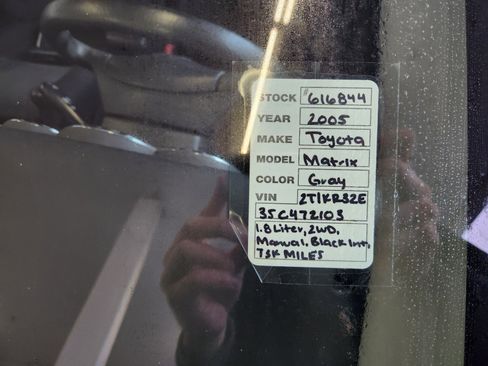 STOCK #616844
YEAR 2005
MAKE Toyota
MODEL Matrix
COLOR Gray
VIN 2T1KR32E
35C472103
1.8 Liter, 2WD,
Manual, Black Int,
73K MILES